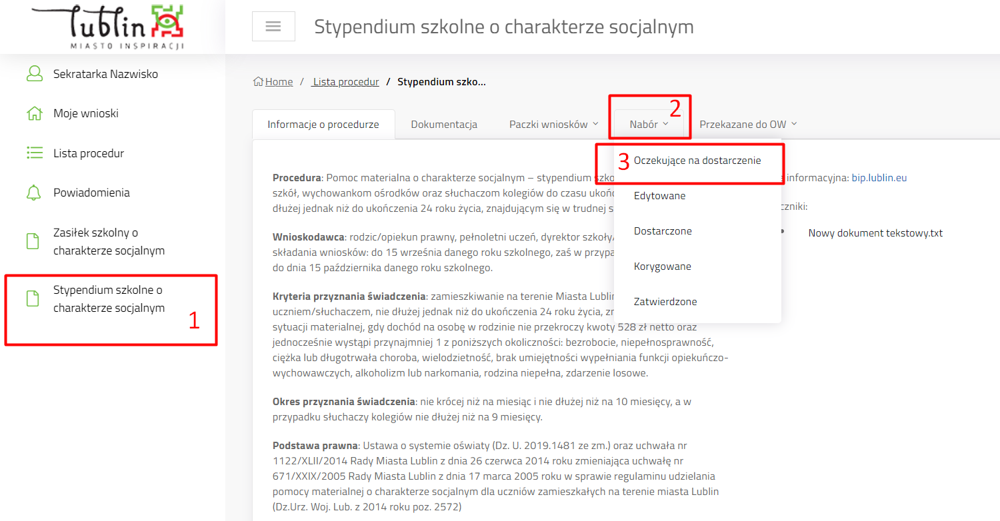 lublin
MIASTO INSPIRACJI
Stypendium szkolne o charakterze socjalnym
Sekratarka Nazwisko
Moje wnioski
Lista procedur
Powiadomienia
Zasiłek szkolny o
charakterze socjalnym
Stypendium szkolne o
charakterze socjalnym
1
Home / Lista procedur / Stypendium szko...
Informacje o procedurze Dokumentacja Paczki wniosków Nabór 2 Przekazane do OW
3 Oczekujące na dostarczenie
Edytowane
Dostarczone
Korygowane
Zatwierdzone
Procedura: Pomoc materialna o charakterze socjalnym – stypendium szko
szkół, wychowankom ośrodków oraz słuchaczom kolegiów do czasu ukoń
dłużej jednak niż do ukończenia 24 roku życia, znajdującym się w trudnej s
Wnioskodawca: rodzic/opiekun prawny, pełnoletni uczeń, dyrektor szkoły/
składania wniosków: do 15 września danego roku szkolnego, zaś w przypa
do dnia 15 października danego roku szkolnego.
Kryteria przyznania świadczenia: zamieszkiwanie na terenie Miasta Lublin
uczniem/słuchaczem, nie dłużej jednak niż do ukończenia 24 roku życia, zn
sytuacji materialnej, gdy dochód na osobę w rodzinie nie przekroczy kwoty 528 zł netto oraz
jednocześnie wystąpi przynajmniej 1 z poniższych okoliczności: bezrobocie, niepełnosprawność,
ciężka lub długotrwała choroba, wielodzietność, brak umiejętności wypełniania funkcji opiekuńczo-
wychowawczych, alkoholizm lub narkomania, rodzina niepełna, zdarzenie losowe.
Okres przyznania świadczenia: nie krócej niż na miesiąc i nie dłużej niż na 10 miesięcy, a w
przypadku słuchaczy kolegiów nie dłużej niż na 9 miesięcy.
Podstawa prawna: Ustawa o systemie oświaty (Dz. U. 2019.1481 ze zm.) oraz uchwała nr
1122/XLII/2014 Rady Miasta Lublin z dnia 26 czerwca 2014 roku zmieniająca uchwałę nr
671/XXIX/2005 Rady Miasta Lublin z dnia 17 marca 2005 roku w sprawie regulaminu udzielania
pomocy materialnej o charakterze socjalnym dla uczniów zamieszkałych na terenie miasta Lublin
(Dz.Urz. Woj. Lub. z 2014 roku poz. 2572)
informacyjna: bip.lublin.eu
czniki:
Nowy dokument tekstowy.txt